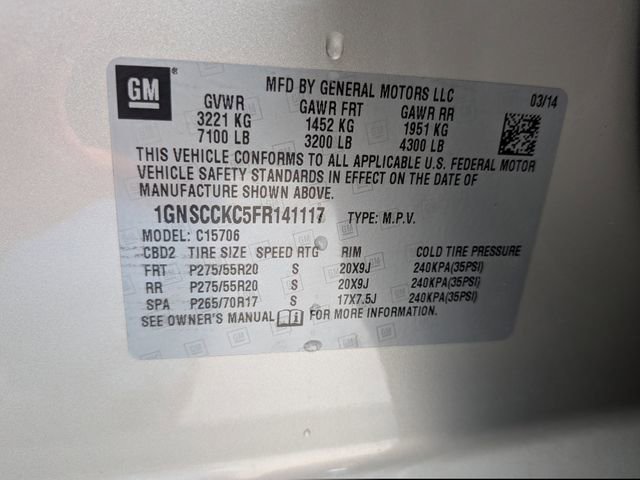 GM ® MFD BY GENERAL MOTORS LLC 03/14
GVWR GAWR FRT GAWR RR
3221 KG 1452 KG 1951 KG
7100 LB 3200 LB 4300 LB
THIS VEHICLE CONFORMS TO ALL APPLICABLE U.S. FEDERAL MOTOR
VEHICLE SAFETY STANDARDS IN EFFECT ON THE DATE OF
MANUFACTURE SHOWN ABOVE.
1GNSCCKC5FR141117 TYPE: M.P.V.
MODEL: C15706
CBD2 TIRE SIZE SPEED RTG RIM COLD TIRE PRESSURE
FRT P275/55R20 S 20X9J 240KPA(35PSI)
RR P275/55R20 S 20X9J 240KPA(35PSI)
SPA P265/70R17 S 17X7.5J 240KPA(35PSI)
SEE OWNER'S MANUAL FOR MORE INFORMATION.